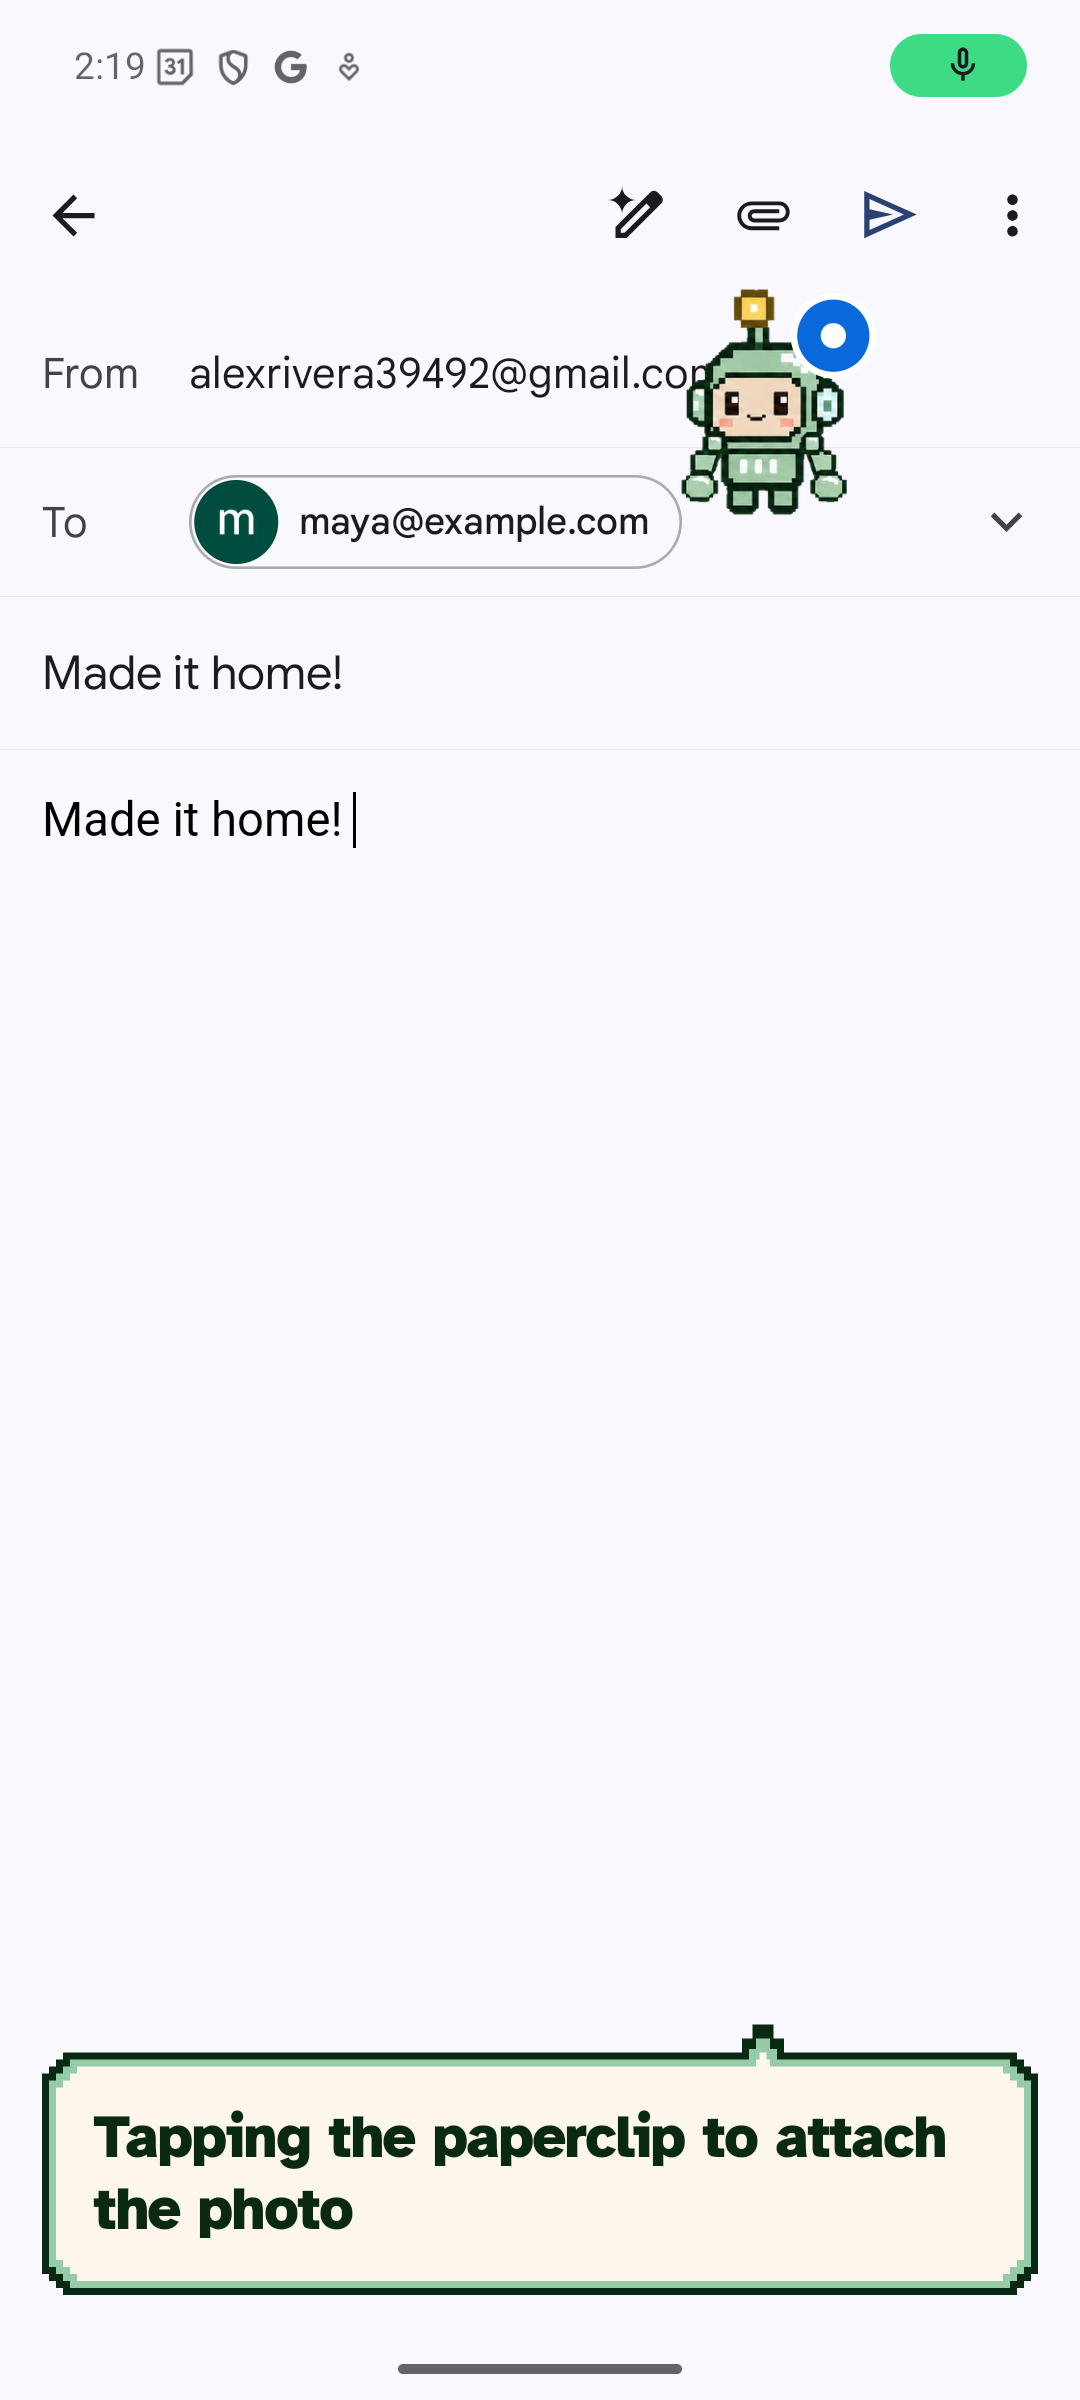 2:19 31 G
From alexrivera39492@gmail.com
To m maya@example.com
Made it home!
Made it home!
Tapping the paperclip to attach
the photo